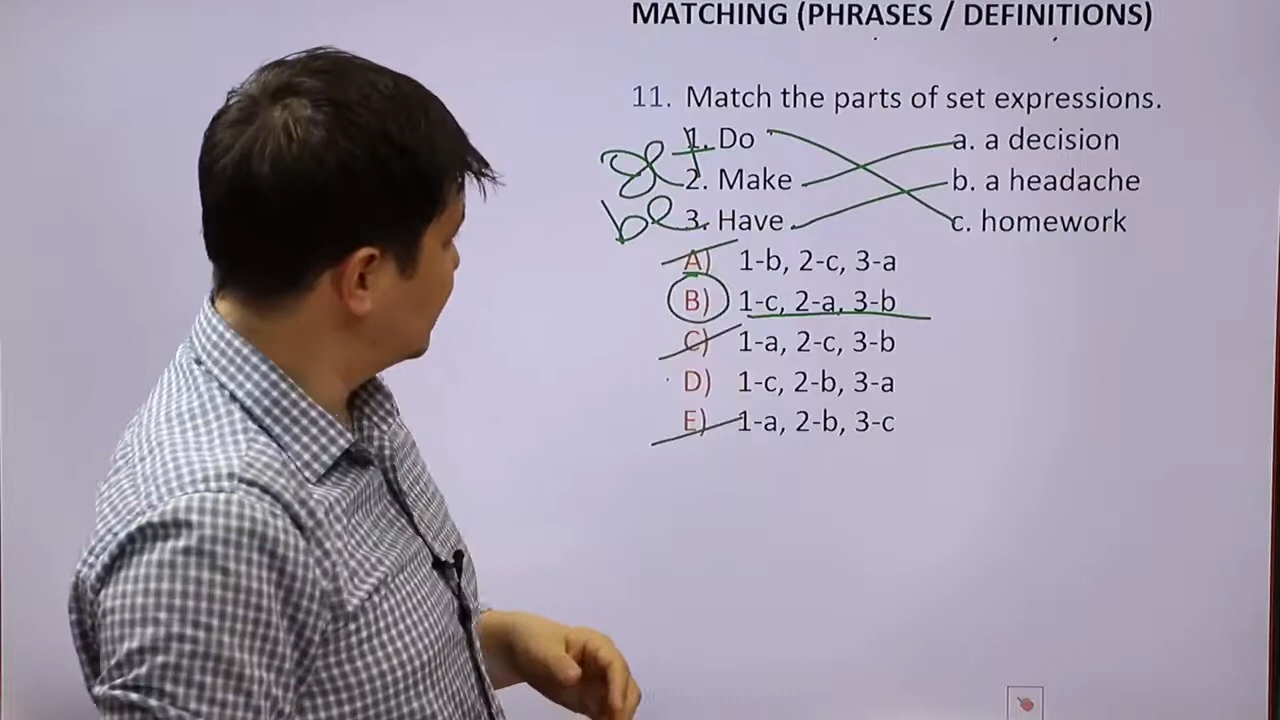 MATCHING (PHRASES / DEFINITIONS)
11. Match the parts of set expressions.
1. Do a. a decision
2. Make b. a headache
be 3. Have c. homework
A) 1-b, 2-c, 3-a
B) 1-c, 2-a, 3-b
C) 1-a, 2-c, 3-b
D) 1-c, 2-b, 3-a
E) 1-a, 2-b, 3-c